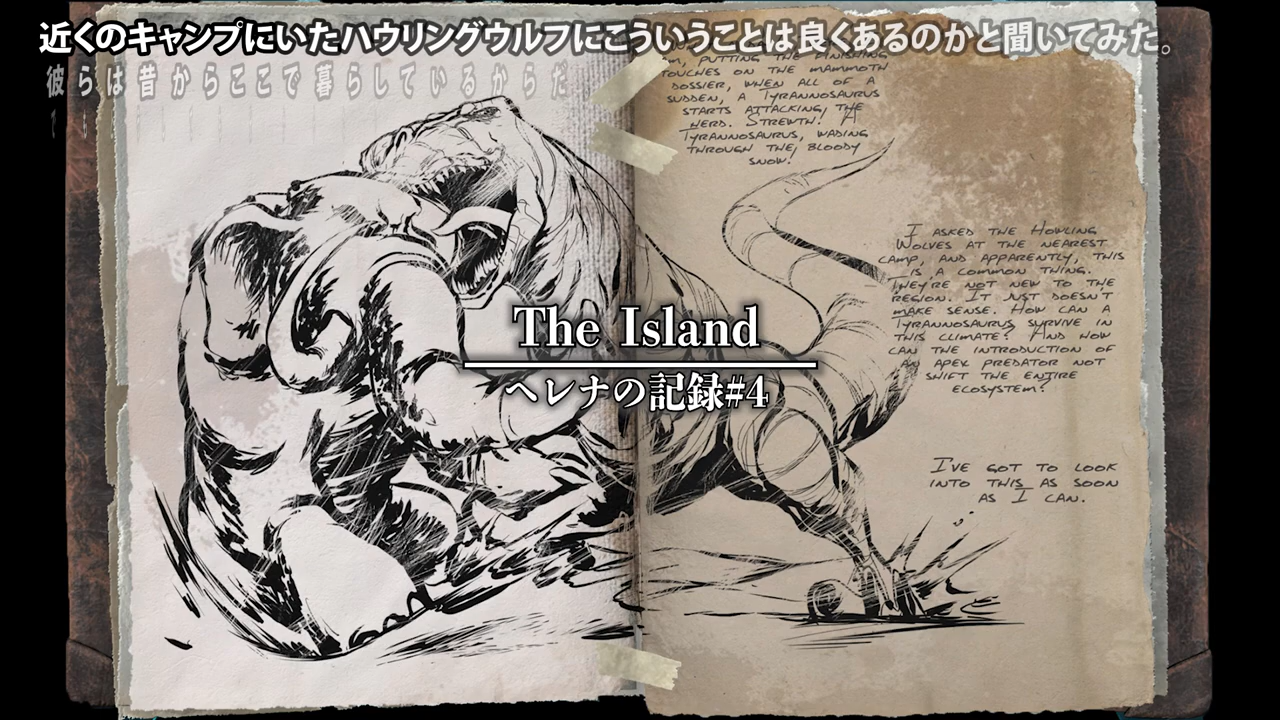 近くのキャンプにいたハウリングウルフにこういうことは良くあるのかと聞いてみた。
彼らは昔からここで暮らしているからだ
PUTTING THE FINISHING
TOUCHES ON THE MAMMOTH
DOSSIER, WHEN ALL OF A
SUDDEN, A TYRANNOSAURUS
STARTS ATTACKING THE
HERD. STREWTH! A
TYRANNOSAURUS, WADING
THROUGH THE BLOODY
SNOW!
I ASKED THE HOWLING
WOLVES AT THE NEAREST
CAMP, AND APPARENTLY, THIS
IS A COMMON THING.
THEY'RE NOT NEW TO THE
REGION. IT JUST DOESN'T
MAKE SENSE. HOW CAN A
TYRANNOSAURUS SURVIVE IN
THIS CLIMATE? AND HOW
CAN THE INTRODUCTION OF
AN APEX PREDATOR NOT
SHIFT THE ENTIRE
ECOSYSTEM?
The Island
ヘレナの記録#4
I'VE GOT TO LOOK
INTO THIS AS SOON
AS I CAN.